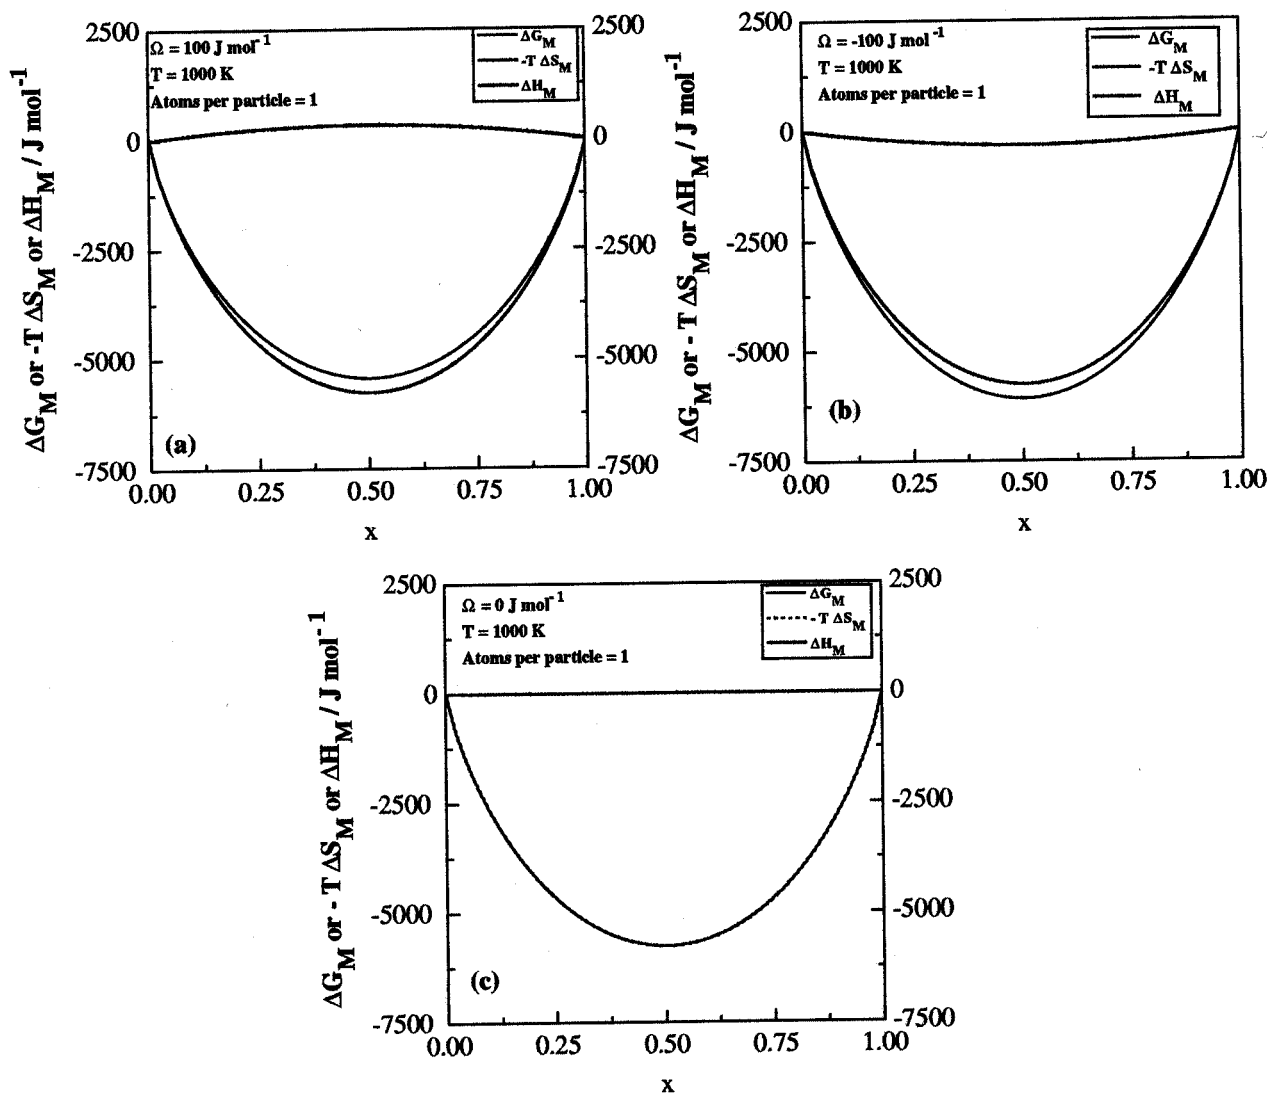 2500
0
-2500
-5000
-7500
ΔG_M or -T ΔS_M or ΔH_M / J mol^-1
Ω = 100 J mol^-1
T = 1000 K
Atoms per particle = 1
ΔG_M
-T ΔS_M
ΔH_M
(a)
2500
0
-2500
-5000
-7500
0.00 0.25 0.50 0.75 1.00
x
2500
0
-2500
-5000
-7500
ΔG_M or - T ΔS_M or ΔH_M / J mol^-1
Ω = -100 J mol^-1
T = 1000 K
Atoms per particle = 1
ΔG_M
-T ΔS_M
ΔH_M
(b)
0.00 0.25 0.50 0.75 1.00
x
2500
0
-2500
-5000
-7500
ΔG_M or - T ΔS_M or ΔH_M / J mol^-1
Ω = 0 J mol^-1
T = 1000 K
Atoms per particle = 1
ΔG_M
- T ΔS_M
ΔH_M
(c)
2500
0
-2500
-5000
-7500
0.00 0.25 0.50 0.75 1.00
x